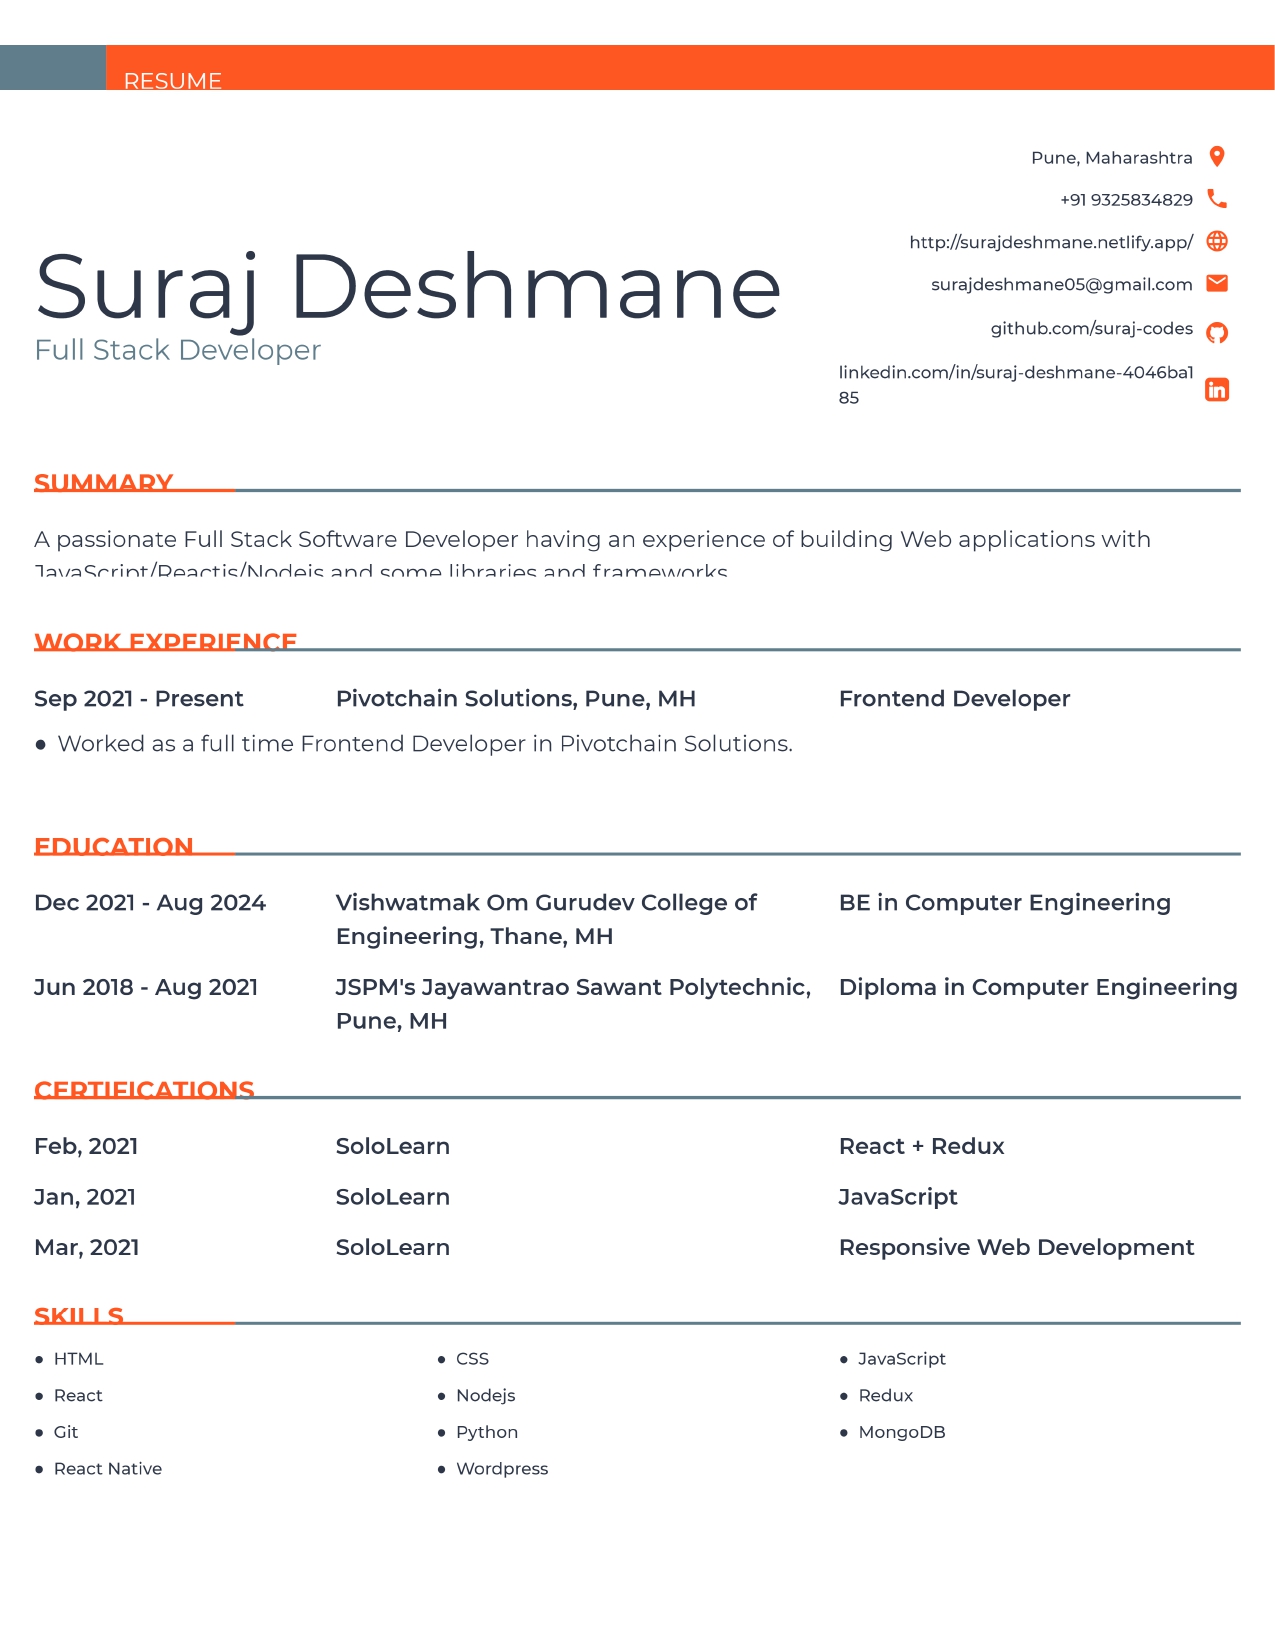 RESUME
Suraj Deshmane
Full Stack Developer
Pune, Maharashtra
+91 9325834829
http://surajdeshmane.netlify.app/
surajdeshmane05@gmail.com
github.com/suraj-codes
linkedin.com/in/suraj-deshmane-4046ba1
85
SUMMARY
A passionate Full Stack Software Developer having an experience of building Web applications with
JavaScript/Reactjs/Nodejs and some libraries and frameworks
WORK EXPERIENCE
Sep 2021 - Present Pivotchain Solutions, Pune, MH Frontend Developer
● Worked as a full time Frontend Developer in Pivotchain Solutions.
EDUCATION
Dec 2021 - Aug 2024 Vishwatmak Om Gurudev College of BE in Computer Engineering
Engineering, Thane, MH
Jun 2018 - Aug 2021 JSPM's Jayawantrao Sawant Polytechnic, Diploma in Computer Engineering
Pune, MH
CERTIFICATIONS
Feb, 2021 SoloLearn React + Redux
Jan, 2021 SoloLearn JavaScript
Mar, 2021 SoloLearn Responsive Web Development
SKILLS
● HTML ● CSS ● JavaScript
● React ● Nodejs ● Redux
● Git ● Python ● MongoDB
● React Native ● Wordpress